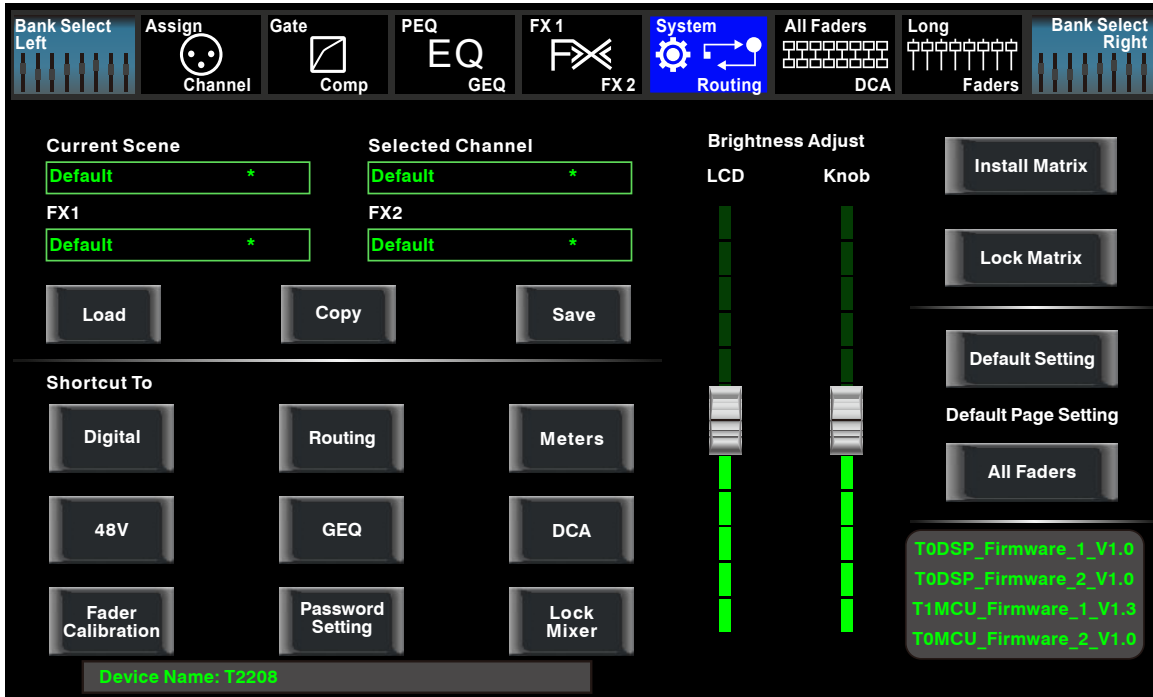 Bank Select
Left
Assign
Channel
Gate
Comp
PEQ
EQ
GEQ
FX 1
FX
FX 2
System
Routing
All Faders
DCA
Long
Faders
Bank Select
Right
Current Scene
Default *
Selected Channel
Default *
FX1
Default *
FX2
Default *
Load
Copy
Save
Shortcut To
Digital
Routing
Meters
48V
GEQ
DCA
Fader
Calibration
Password
Setting
Lock
Mixer
Device Name: T2208
Brightness Adjust
LCD
Knob
Install Matrix
Lock Matrix
Default Setting
Default Page Setting
All Faders
T0DSP_Firmware_1_V1.0
T0DSP_Firmware_2_V1.0
T1MCU_Firmware_1_V1.3
T0MCU_Firmware_2_V1.0